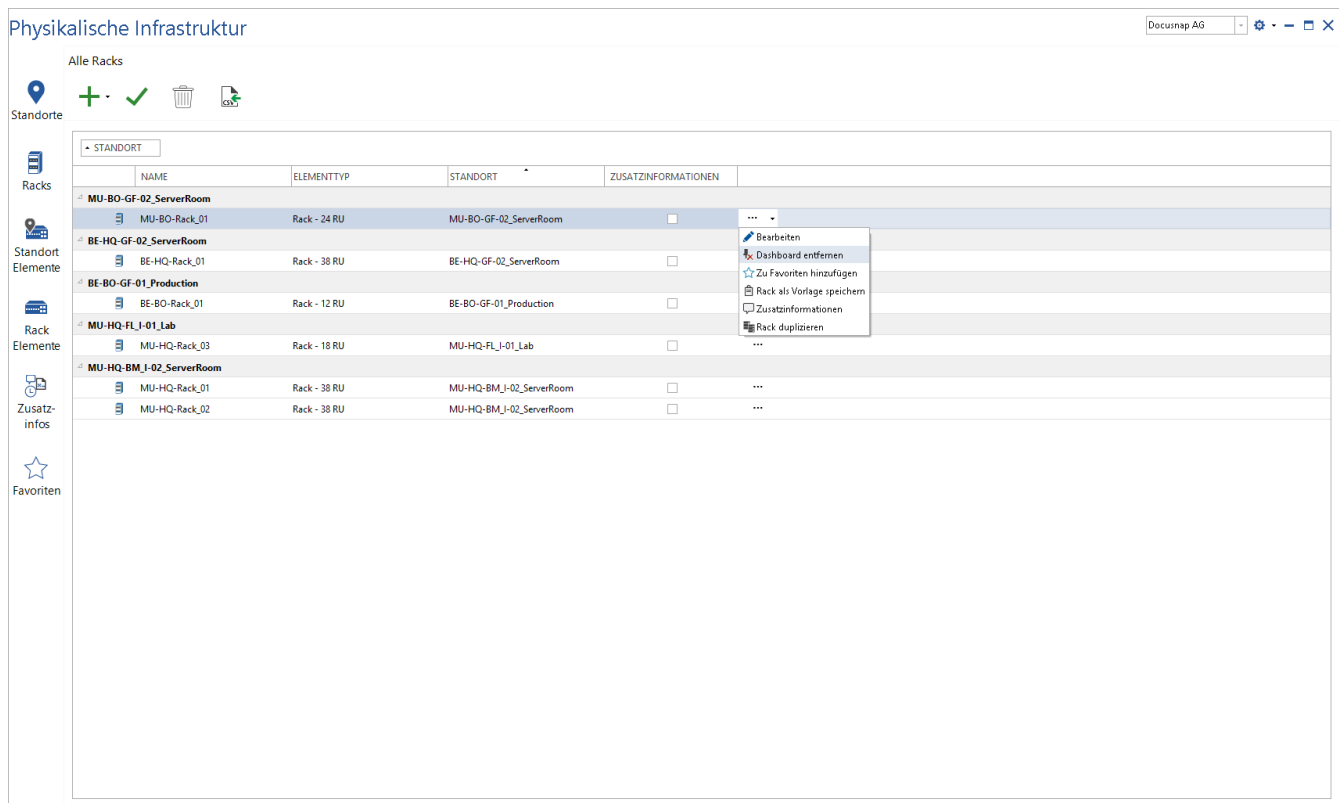 Physikalische Infrastruktur
Docusnap AG
Alle Racks
Standorte
CSV
Racks
Standort
Elemente
Rack
Elemente
Zusatz-
infos
Favoriten
STANDORT
NAME ELEMENTTYP STANDORT ZUSATZINFORMATIONEN
MU-BO-GF-02_ServerRoom
MU-BO-Rack_01 Rack - 24 RU MU-BO-GF-02_ServerRoom ...
BE-HQ-GF-02_ServerRoom
BE-HQ-Rack_01 Rack - 38 RU BE-HQ-GF-02_ServerRoom
BE-BO-GF-01_Production
BE-BO-Rack_01 Rack - 12 RU BE-BO-GF-01_Production
MU-HQ-FL_I-01_Lab
MU-HQ-Rack_03 Rack - 18 RU MU-HQ-FL_I-01_Lab ...
MU-HQ-BM_I-02_ServerRoom
MU-HQ-Rack_01 Rack - 38 RU MU-HQ-BM_I-02_ServerRoom ...
MU-HQ-Rack_02 Rack - 38 RU MU-HQ-BM_I-02_ServerRoom ...
Bearbeiten
Dashboard entfernen
Zu Favoriten hinzufügen
Rack als Vorlage speichern
Zusatzinformationen
Rack duplizieren